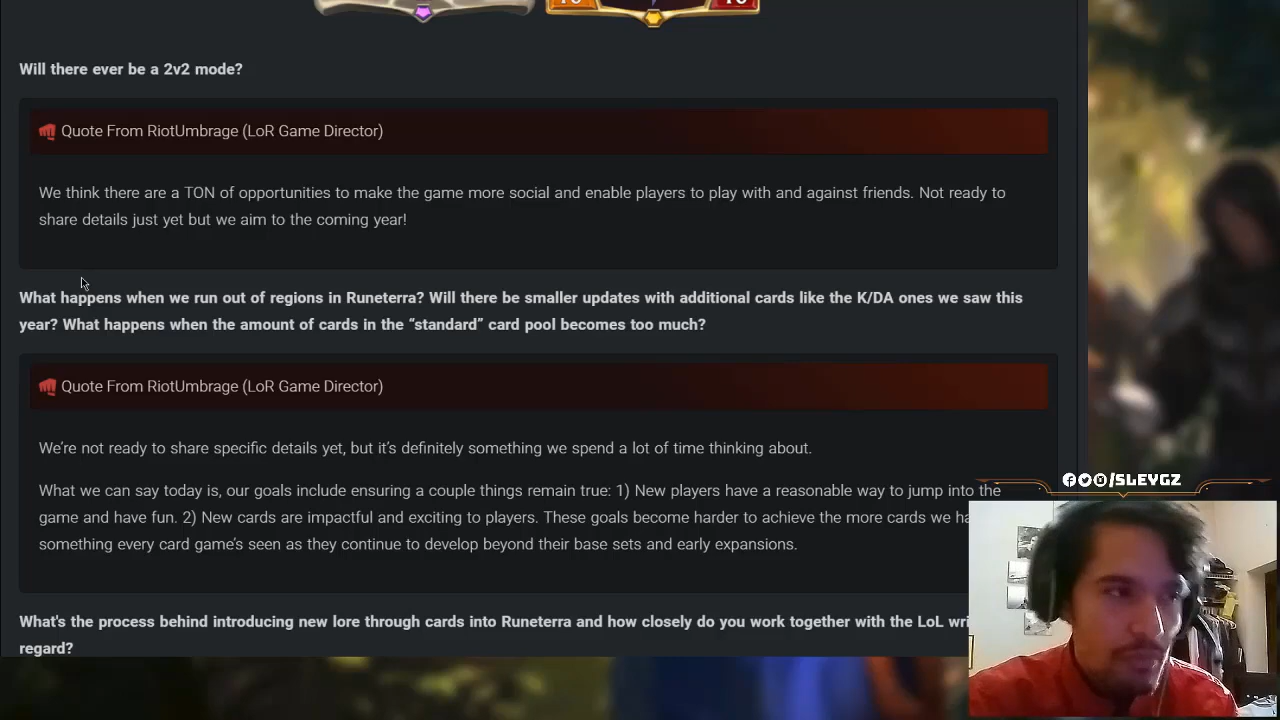 10 10
Will there ever be a 2v2 mode?
Quote From RiotUmbrage (LoR Game Director)
We think there are a TON of opportunities to make the game more social and enable players to play with and against friends. Not ready to
share details just yet but we aim to the coming year!
What happens when we run out of regions in Runeterra? Will there be smaller updates with additional cards like the K/DA ones we saw this
year? What happens when the amount of cards in the “standard” card pool becomes too much?
Quote From RiotUmbrage (LoR Game Director)
We’re not ready to share specific details yet, but it’s definitely something we spend a lot of time thinking about.
What we can say today is, our goals include ensuring a couple things remain true: 1) New players have a reasonable way to jump into the
game and have fun. 2) New cards are impactful and exciting to players. These goals become harder to achieve the more cards we
something every card game’s seen as they continue to develop beyond their base sets and early expansions.
/SLEYGZ
What's the process behind introducing new lore through cards into Runeterra and how closely do you work together with the LoL
regard?